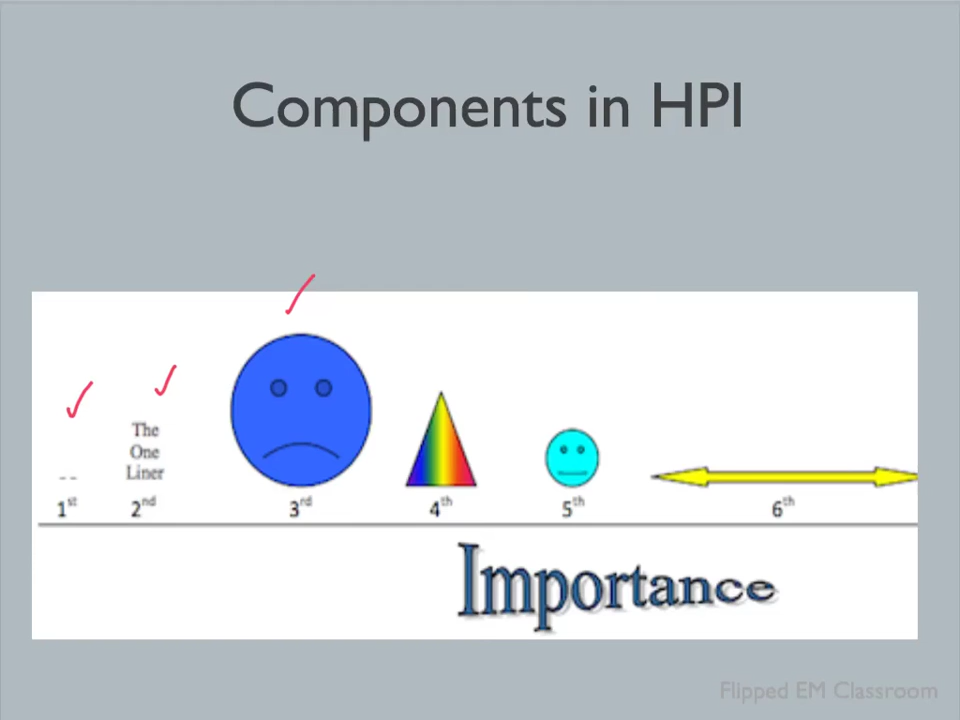 Components in HPI
The
One
Liner
--
1st
2nd
3rd
4th
5th
6th
Importance
Flipped EM Classroom